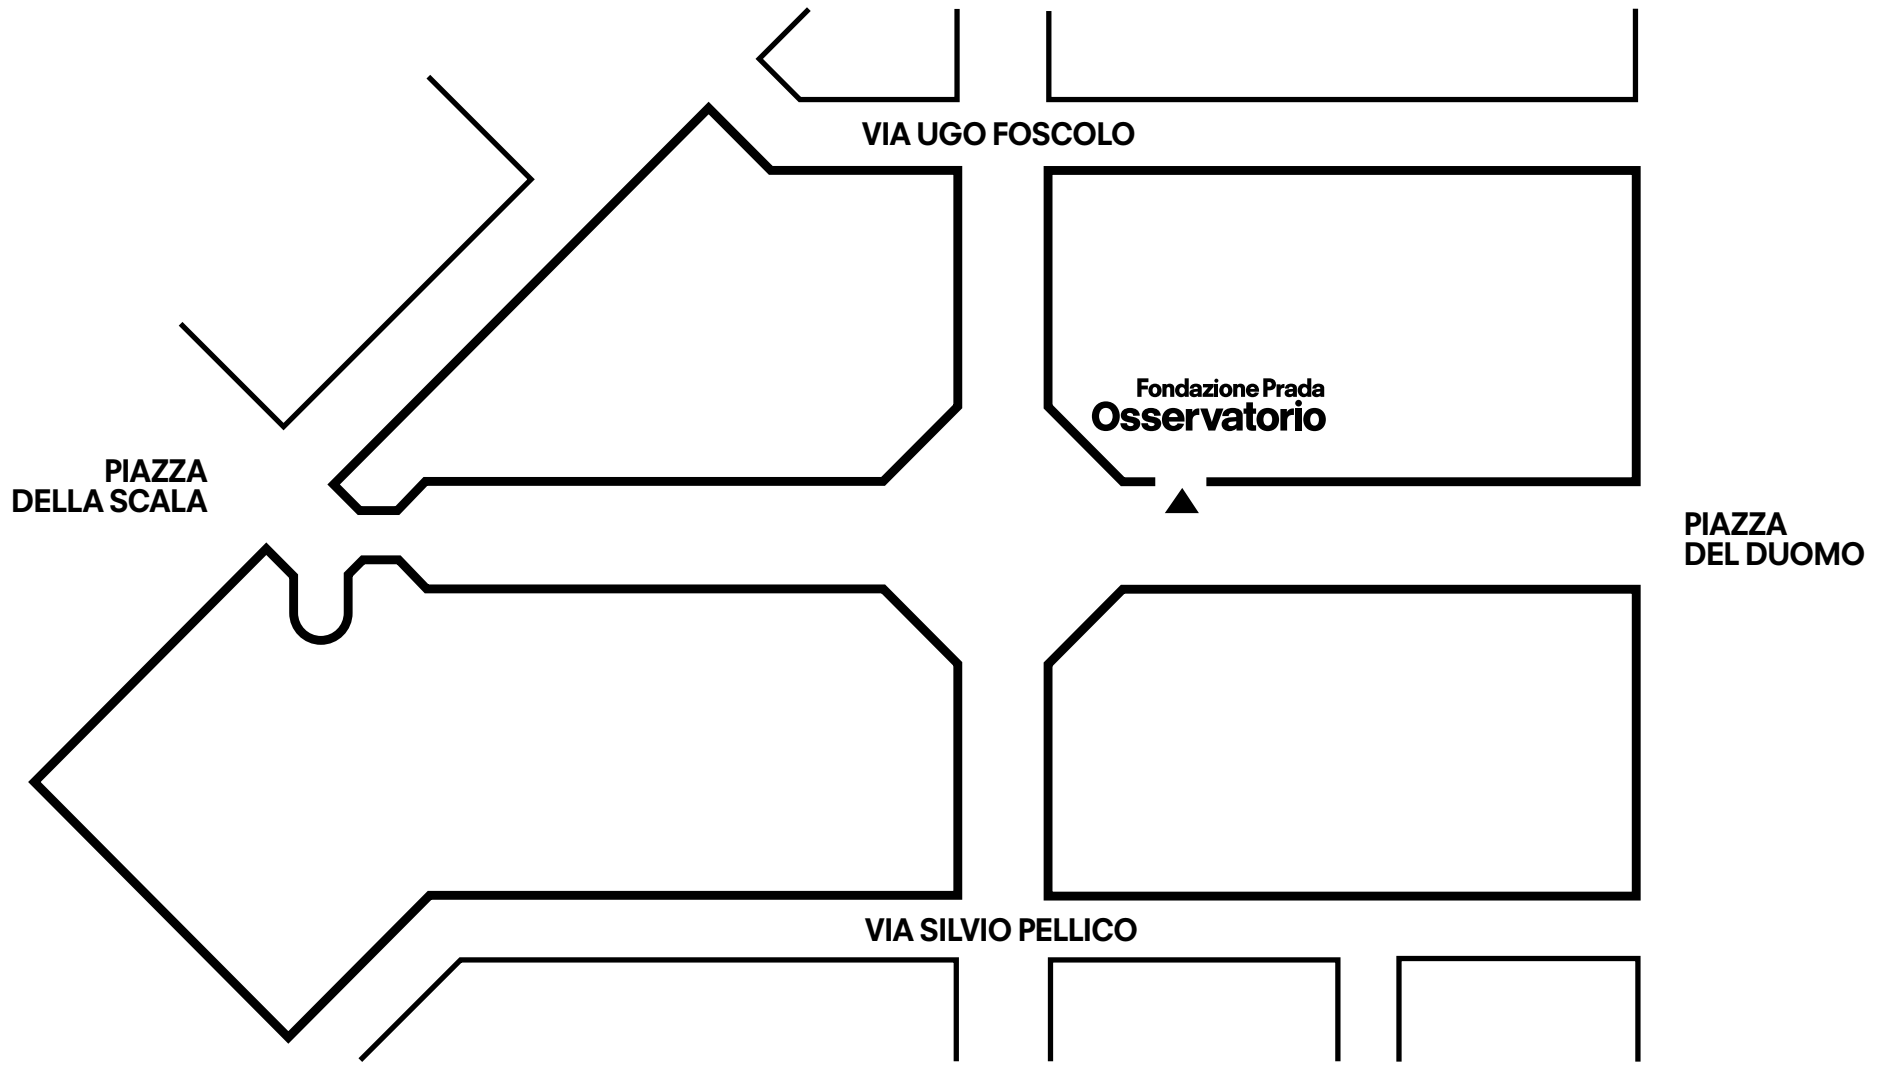 VIA UGO FOSCOLO
Fondazione Prada
Osservatorio
PIAZZA
DELLA SCALA
PIAZZA
DEL DUOMO
VIA SILVIO PELLICO